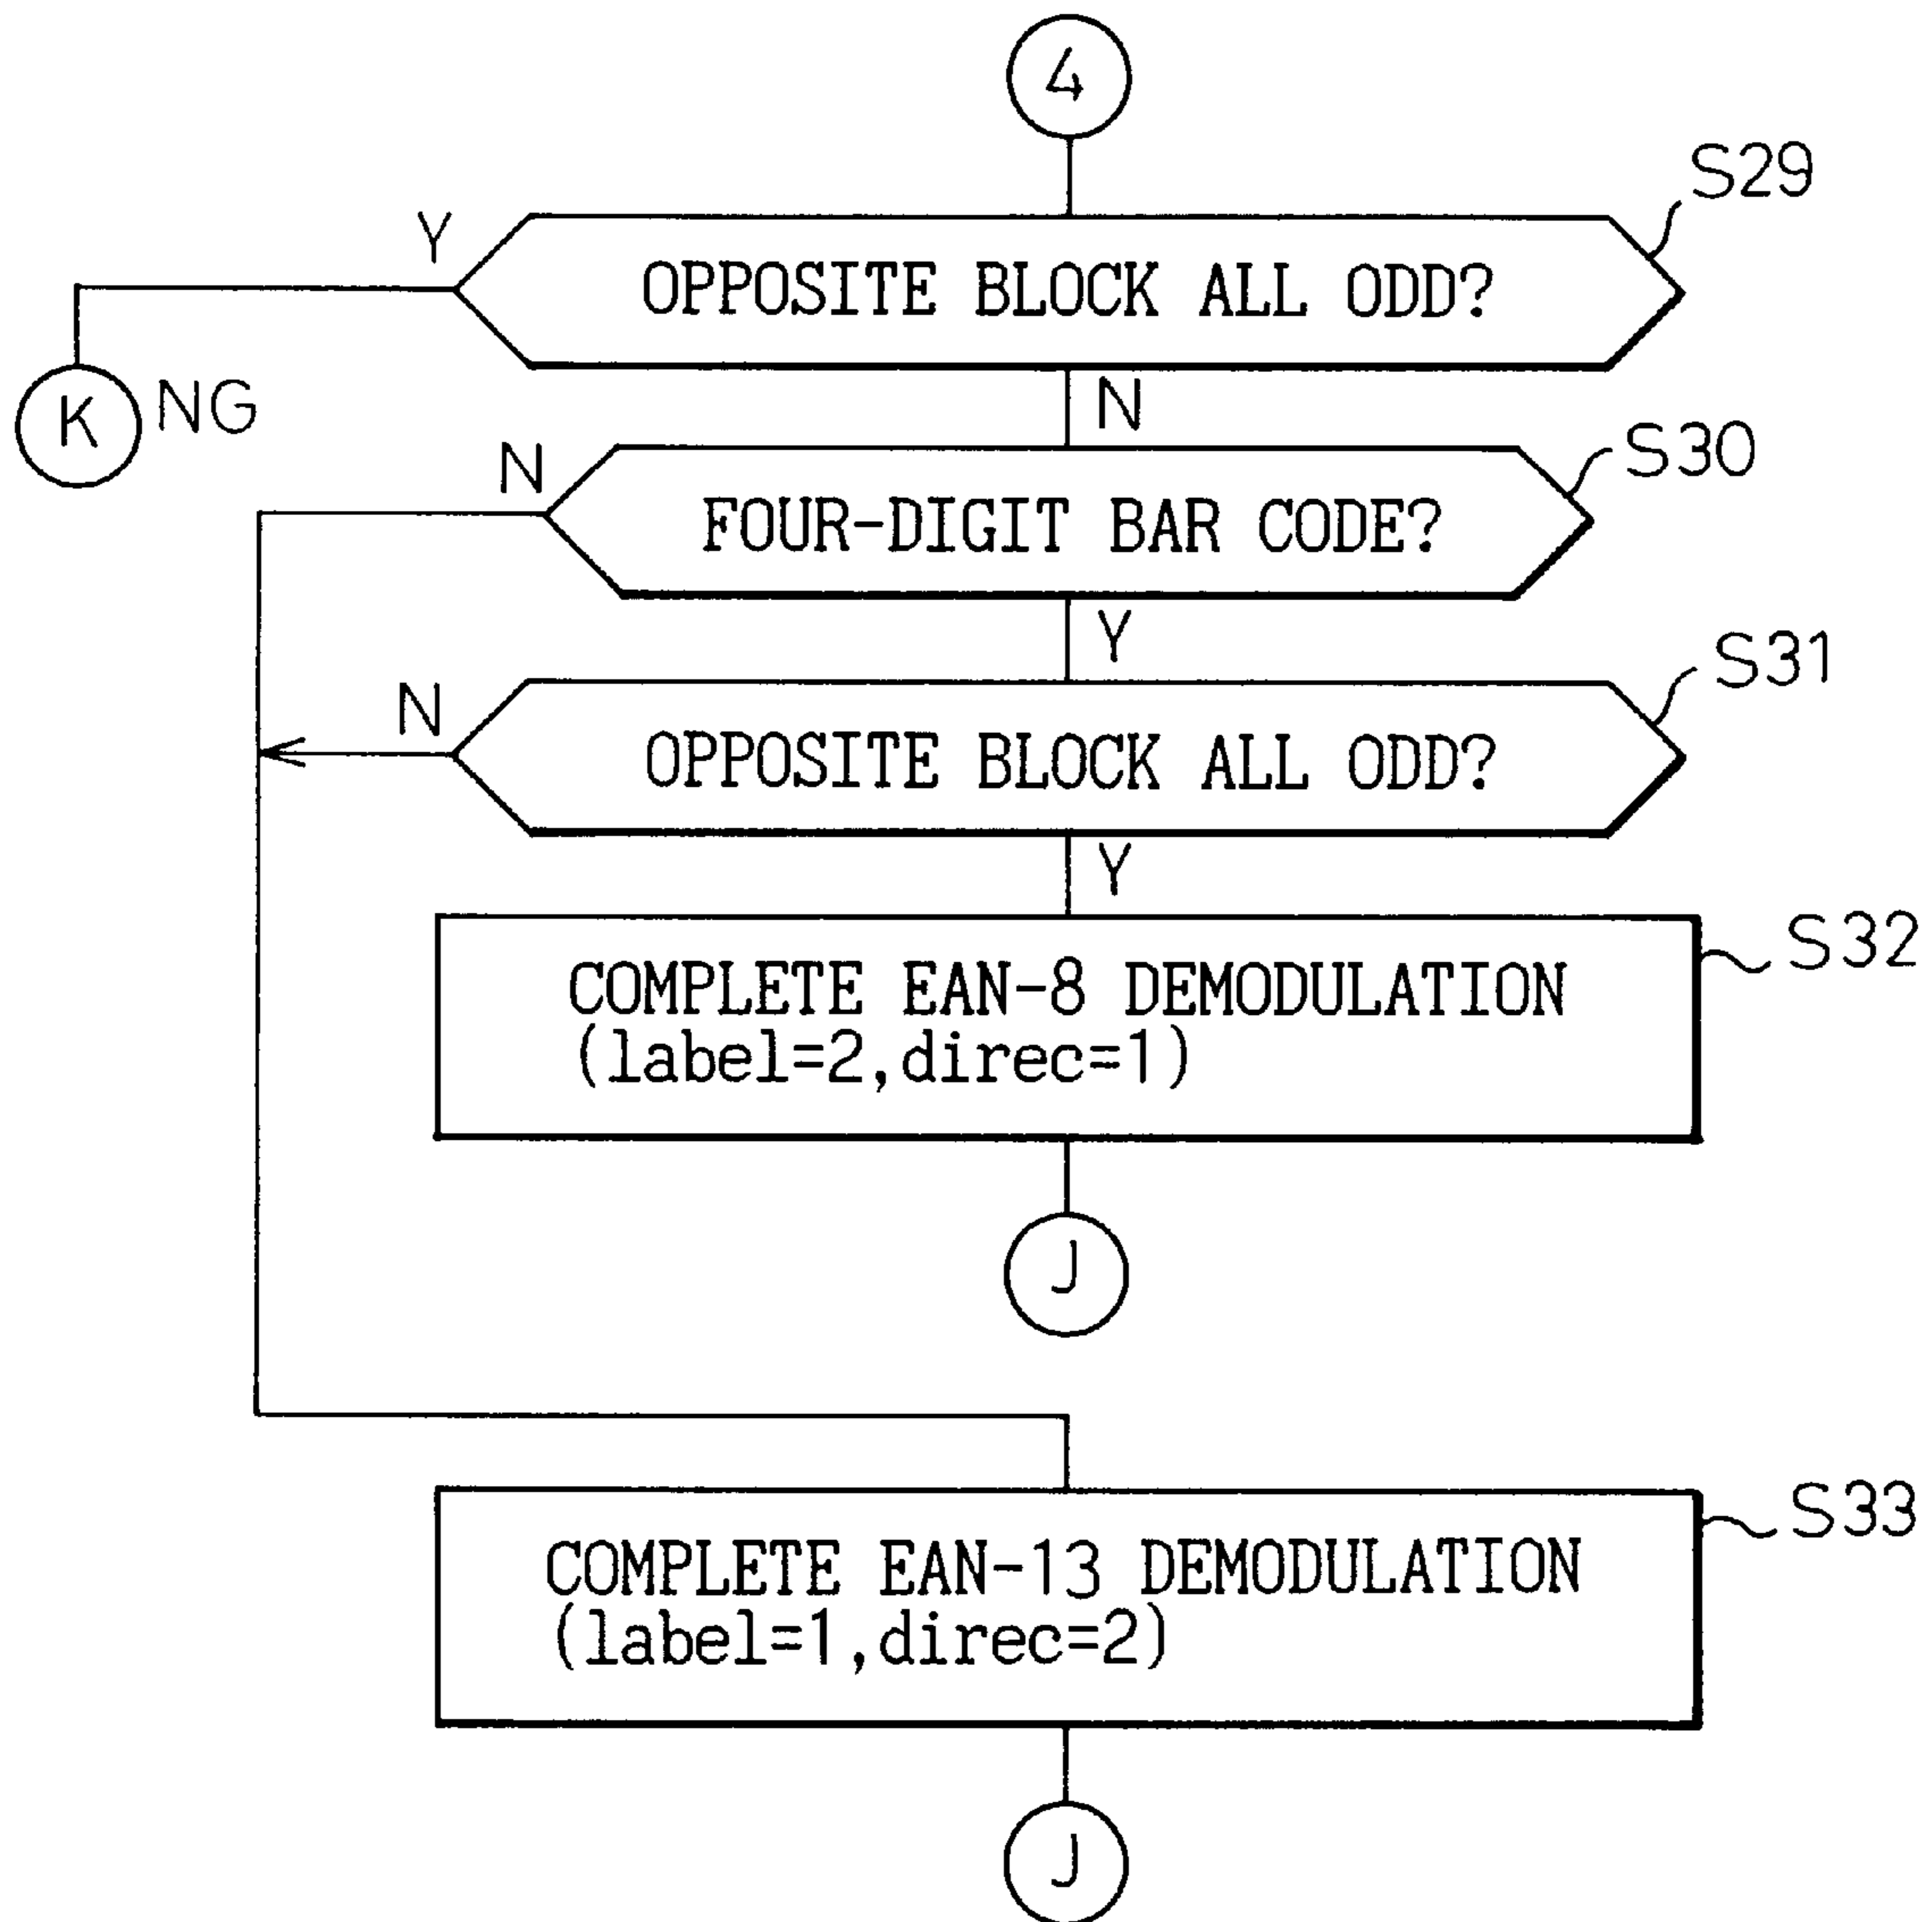 4
S29
Y
OPPOSITE BLOCK ALL ODD?
K NG
N
S30
N
FOUR-DIGIT BAR CODE?
Y
S31
N
OPPOSITE BLOCK ALL ODD?
Y
S32
COMPLETE EAN-8 DEMODULATION
(label=2,direc=1)
J
S33
COMPLETE EAN-13 DEMODULATION
(label=1,direc=2)
J